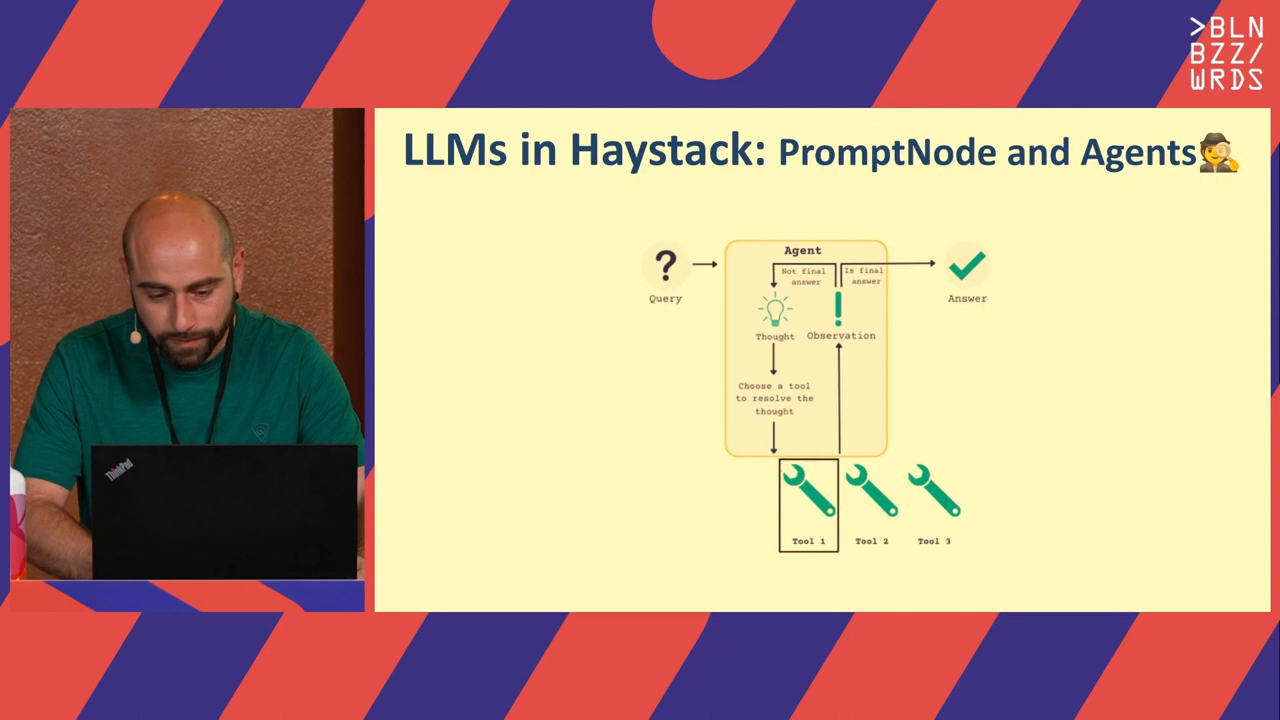 >BLN
BZZ/
WRDS
LLMs in Haystack: PromptNode and Agents
Agent
Not final
answer
Is final
answer
?
Query
Answer
Thought
Observation
Choose a tool
to resolve the
thought
Tool 1
Tool 2
Tool 3
ThinkPad